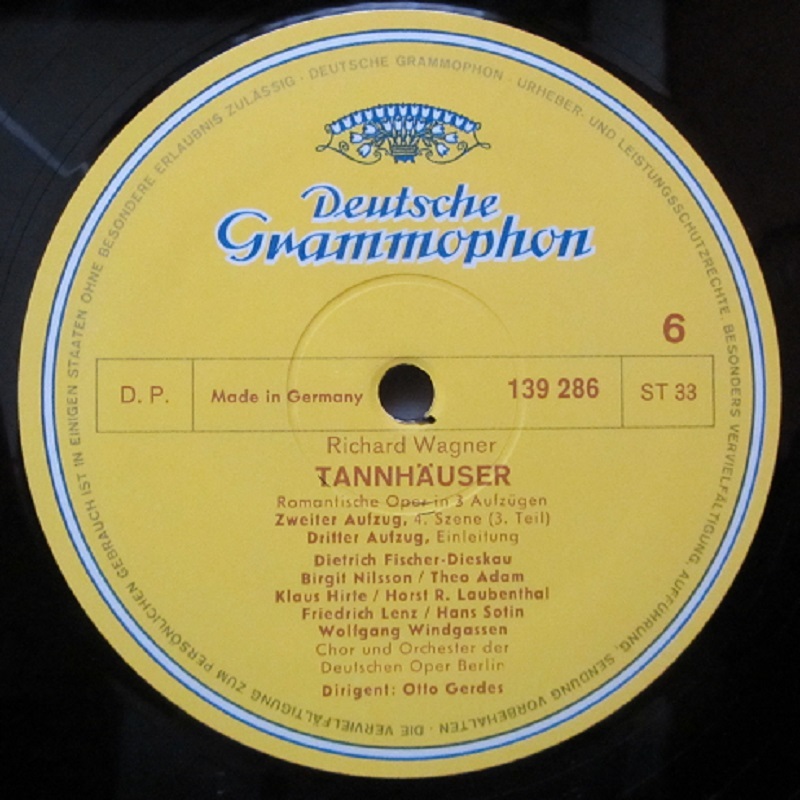 DEUTSCHE GRAMMOPHON · URHEBER- UND LEISTUNGSSCHUTZRECHTE, BESONDERS VERVIELFÄLTIGUNG, AUFFÜHRUNG, SENDUNG VORBEHALTEN · DIE VERVIELFÄLTIGUNG ZUM PERSÖNLICHEN GEBRAUCH IST IN EINIGEN STAATEN OHNE BESONDERE ERLAUBNIS ZULÄSSIG ·
Deutsche
Grammophon
6
D. P. Made in Germany 139 286 ST 33
Richard Wagner
TANNHÄUSER
Romantische Oper in 3 Aufzügen
Zweiter Aufzug, 4. Szene (3. Teil)
Dritter Aufzug, Einleitung
Dietrich Fischer-Dieskau
Birgit Nilsson / Theo Adam
Klaus Hirte / Horst R. Laubenthal
Friedrich Lenz / Hans Sotin
Wolfgang Windgassen
Chor und Orchester der
Deutschen Oper Berlin
Dirigent: Otto Gerdes